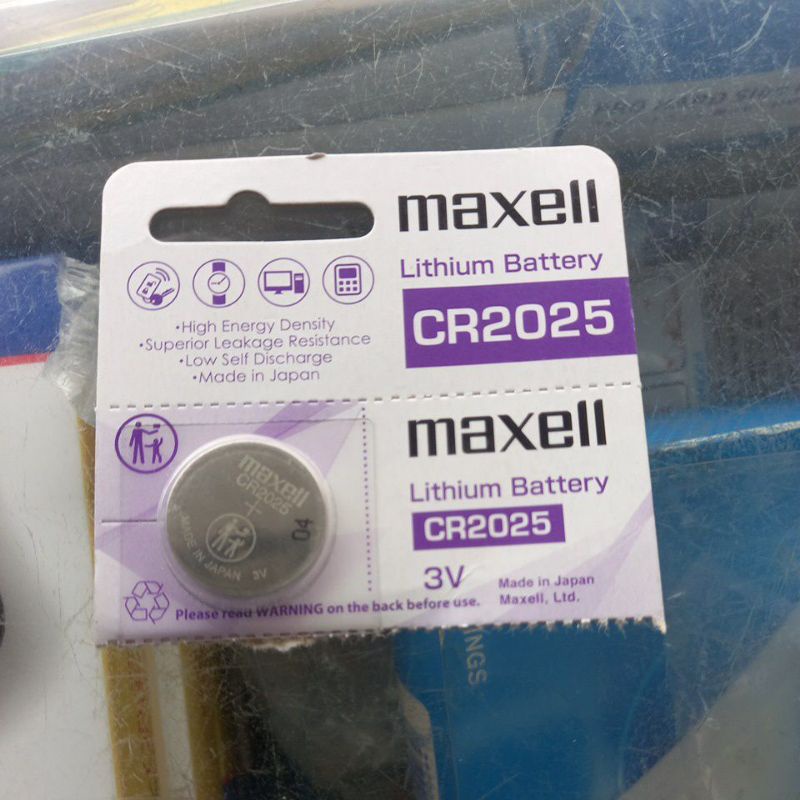 maxell
Lithium Battery
CR2025
•High Energy Density
•Superior Leakage Resistance
•Low Self Discharge
•Made in Japan
maxell
Lithium Battery
CR2025
3V
Made in Japan
Maxell, Ltd.
maxell
CR2025
+
04
MADE IN JAPAN 3V
Please read WARNING on the back before use.
INGS